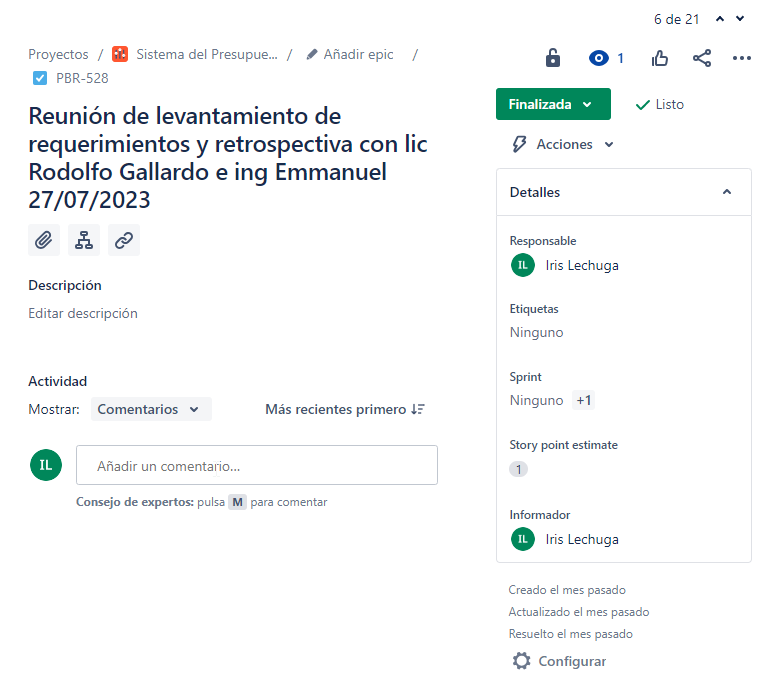 6 de 21
Proyectos / Sistema del Presupue... / Añadir epic /
PBR-528
1
Reunión de levantamiento de
requerimientos y retrospectiva con lic
Rodolfo Gallardo e ing Emmanuel
27/07/2023
Descripción
Editar descripción
Actividad
Mostrar: Comentarios
Más recientes primero
IL
Añadir un comentario...
Consejo de expertos: pulsa M para comentar
Finalizada
Listo
Acciones
Detalles
Responsable
IL Iris Lechuga
Etiquetas
Ninguno
Sprint
Ninguno +1
Story point estimate
1
Informador
IL Iris Lechuga
Creado el mes pasado
Actualizado el mes pasado
Resuelto el mes pasado
Configurar